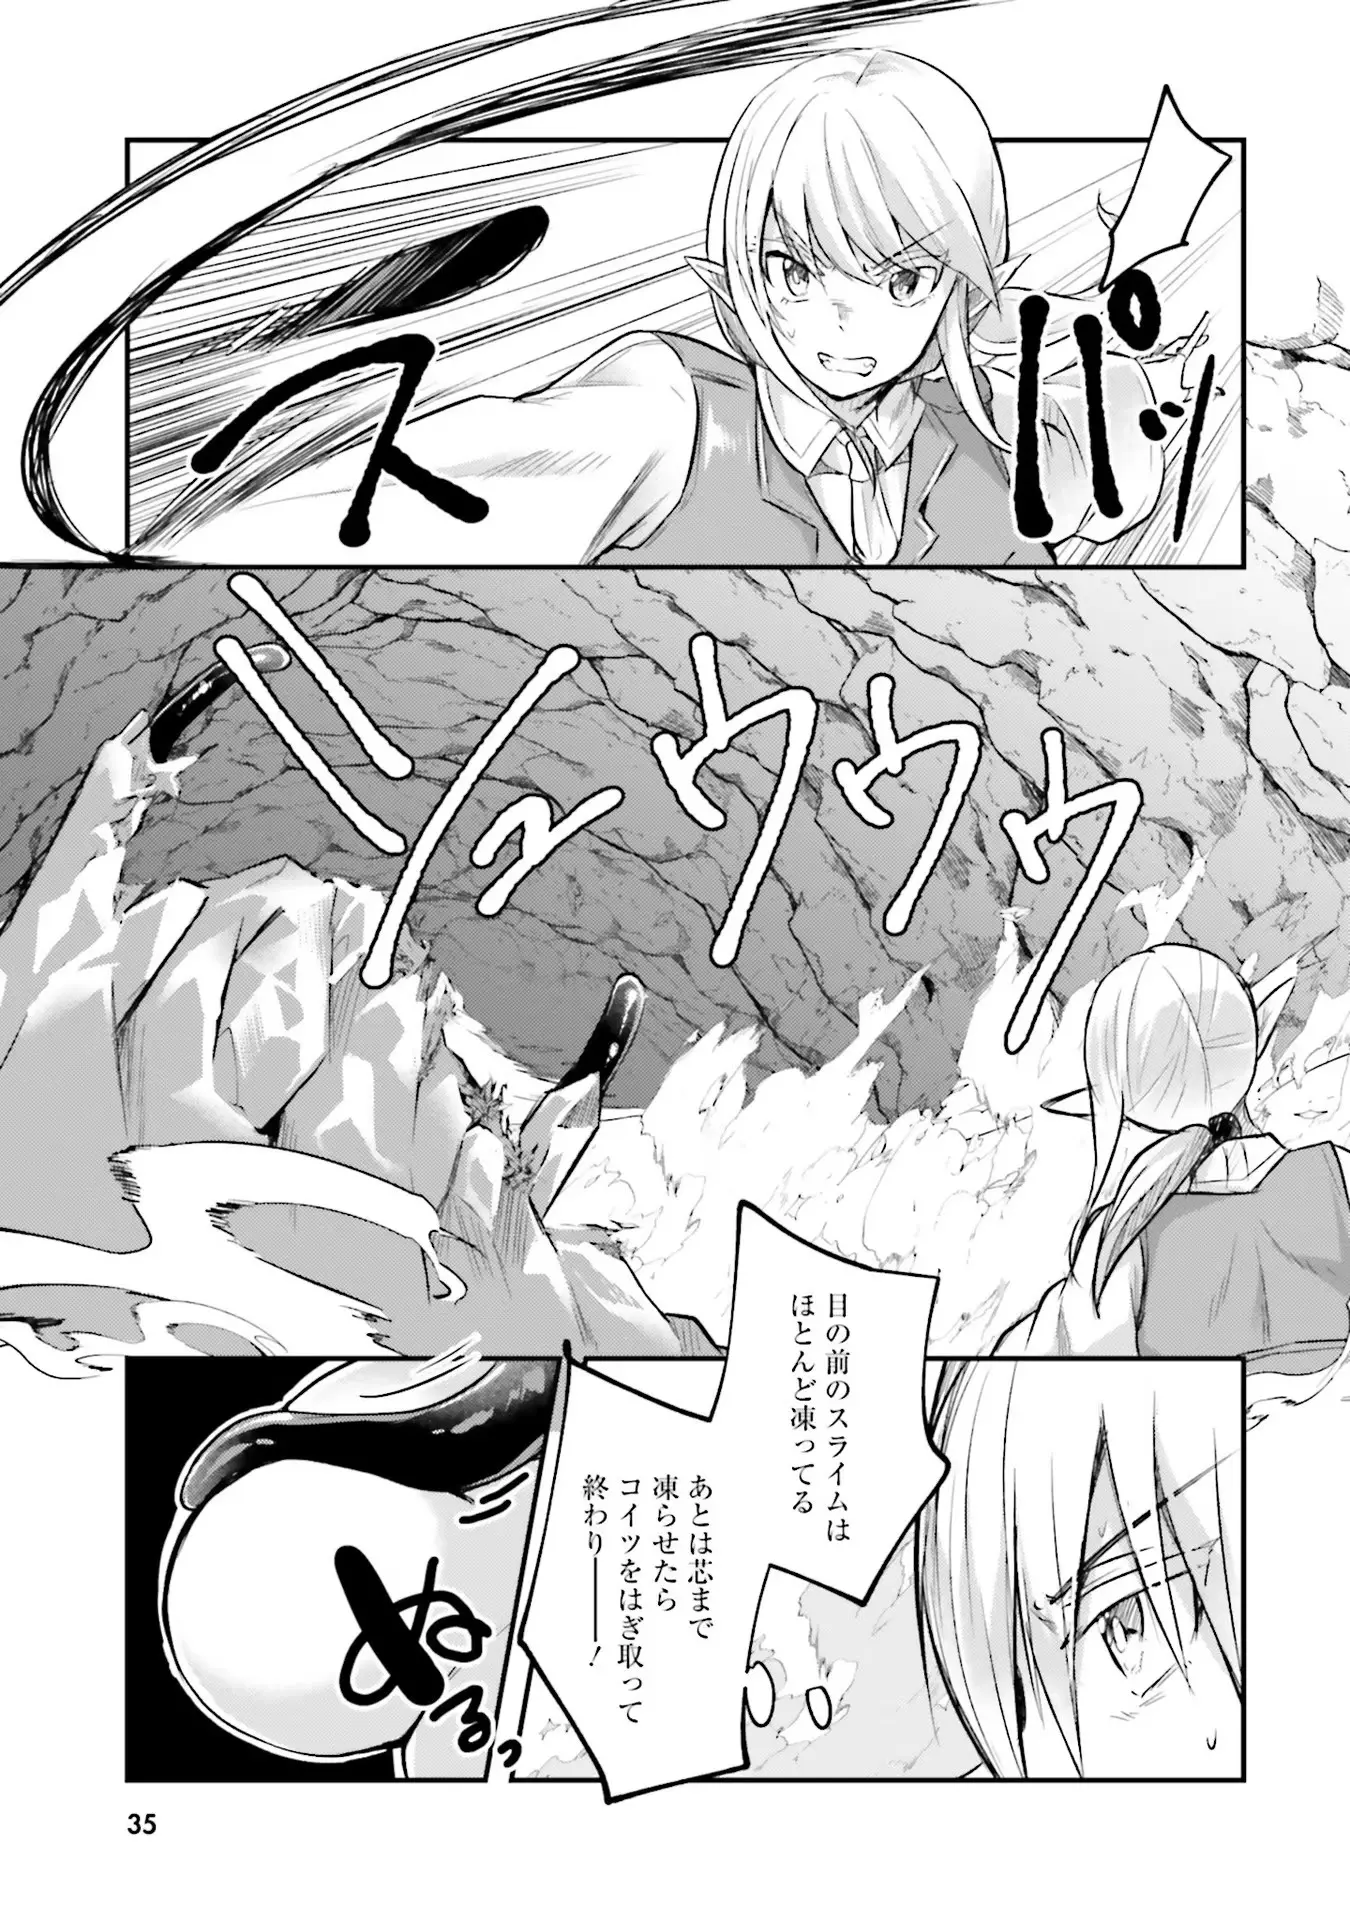 スパッ
シュウウウ
目の前のスライムは
ほとんど凍ってる
あとは芯まで
凍らせたら
コイツをはぎ取って
終わり――！
ぬるっ
35